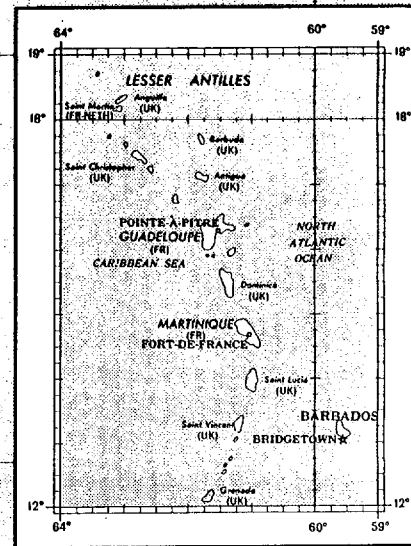 64° 60° 59°
19° 19°
LESSER ANTILLES
Anguilla
(UK)
Saint Martin
(FR-NETH)
18° 18°
Barbuda
(UK)
Saint Christopher
(UK)
Antigua
(UK)
POINTE-À-PITRE
GUADELOUPE
(FR)
NORTH
ATLANTIC
OCEAN
CARIBBEAN SEA
Dominica
(UK)
MARTINIQUE
(FR)
FORT-DE-FRANCE
Saint Lucia
(UK)
Saint Vincent
(UK)
BARBADOS
BRIDGETOWN
Grenada
(UK)
12° 12°
64° 60° 59°